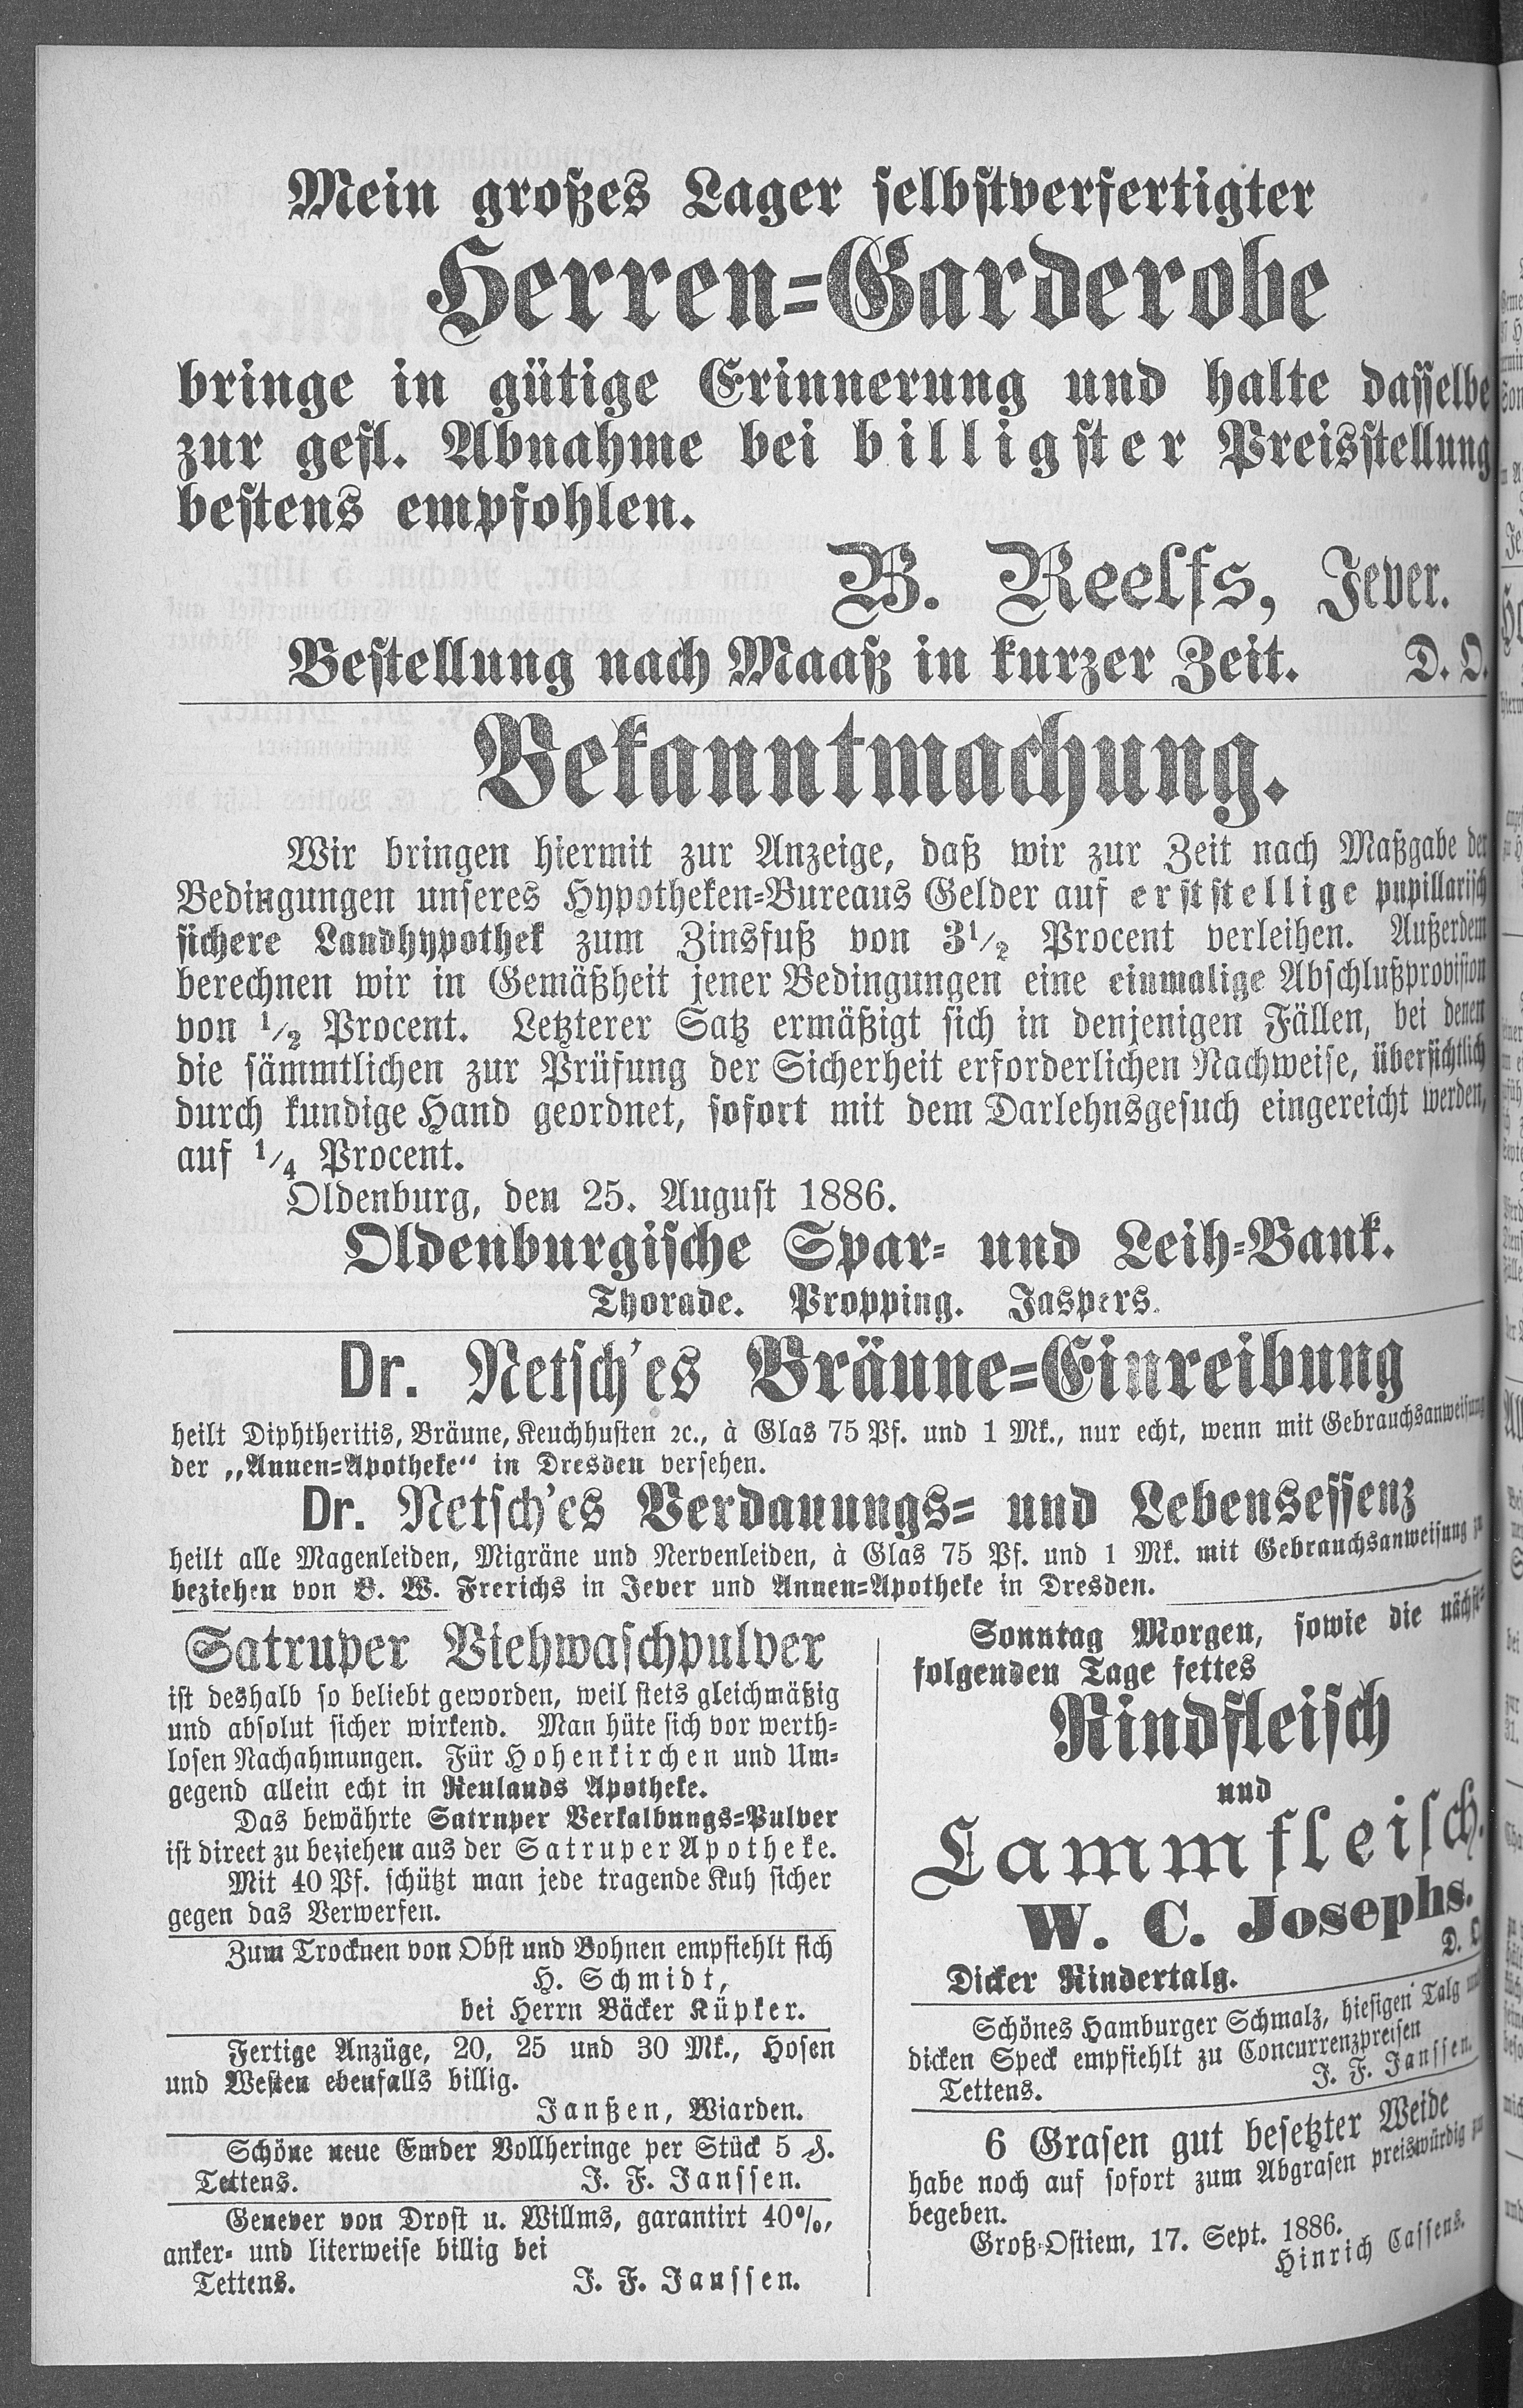 Mein großes Lager selbstverfertigter
Herren-Garderobe
bringe in gütige Erinnerung und halte dasselbe
zur gefl. Abnahme bei billigster Preisstellung
bestens empfohlen.
B. Reelfs, Jever.
Bestellung nach Maaß in kurzer Zeit. D. O.
Bekanntmachung.
Wir bringen hiermit zur Anzeige, daß wir zur Zeit nach Maßgabe der
Bedingungen unseres Hypotheken-Bureaus Gelder auf erststellige pupillarisch
sichere Landhypothek zum Zinsfuß von 3½ Procent verleihen. Außerdem
berechnen wir in Gemäßheit jener Bedingungen eine einmalige Abschlußprovision
von ½ Procent. Letzterer Satz ermäßigt sich in denjenigen Fällen, bei denen
die sämmtlichen zur Prüfung der Sicherheit erforderlichen Nachweise, übersichtlich
durch kundige Hand geordnet, sofort mit dem Darlehnsgesuch eingereicht werden,
auf ¼ Procent.
Oldenburg, den 25. August 1886.
Oldenburgische Spar- und Leih-Bank.
Thorade. Propping. Jaspers.
Dr. Netsch'es Bräune-Einreibung
heilt Diphtheritis, Bräune, Keuchhusten ꝛc., à Glas 75 Pf. und 1 Mk., nur echt, wenn mit Gebrauchsanweisung
der „Annen-Apotheke“ in Dresden versehen.
Dr. Netsch'es Verdauungs- und Lebensessenz
heilt alle Magenleiden, Migräne und Nervenleiden, à Glas 75 Pf. und 1 Mk. mit Gebrauchsanweisung zu
beziehen von B. W. Frerichs in Jever und Annen-Apotheke in Dresden.
Satruper Viehwaschpulver
ist deshalb so beliebt geworden, weil stets gleichmäßig
und absolut sicher wirkend. Man hüte sich vor werth-
losen Nachahmungen. Für Hohenkirchen und Um-
gegend allein echt in Reulands Apotheke.
Das bewährte Satruper Verkalbungs-Pulver
ist direct zu beziehen aus der Satruper Apotheke.
Mit 40 Pf. schützt man jede tragende Kuh sicher
gegen das Verwerfen.
Zum Trocknen von Obst und Bohnen empfiehlt sich
H. Schmidt,
bei Herrn Bäcker Küpker.
Fertige Anzüge, 20, 25 und 30 Mk., Hosen
und Westen ebenfalls billig.
Janßen, Wiarden.
Schöne neue Emder Vollheringe per Stück 5 ₰.
Tettens. J. F. Janssen.
Genever von Drost u. Willms, garantirt 40%,
anker- und literweise billig bei
Tettens. J. F. Janssen.
Sonntag Morgen, sowie die nächst-
folgenden Tage fettes
Rindfleisch
und
Lammfleisch.
W. C. Josephs.
D. O.
Dicker Rindertalg.
Schönes Hamburger Schmalz, hiesigen Talg und
dicken Speck empfiehlt zu Concurrenzpreisen
Tettens. J. F. Janssen.
6 Grasen gut besetzter Weide
habe noch auf sofort zum Abgrasen preiswürdig zu
begeben.
Groß-Ostiem, 17. Sept. 1886.
Hinrich Cassens.